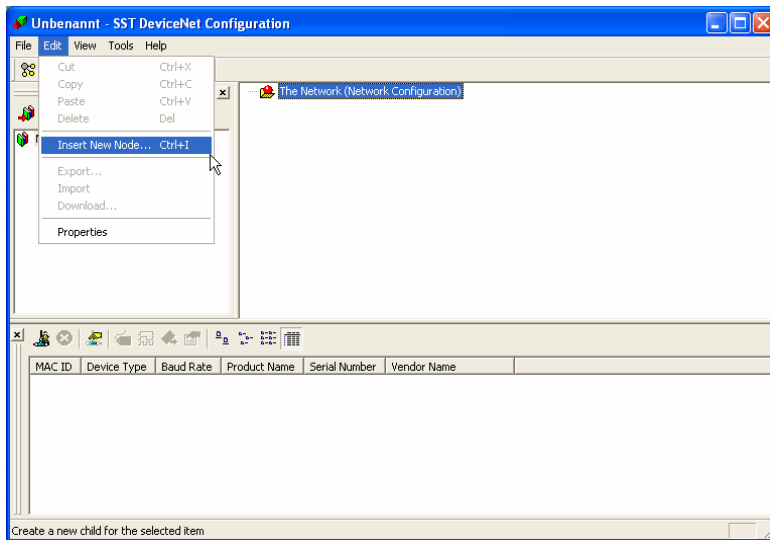 Unbenannt - SST DeviceNet Configuration
File Edit View Tools Help
Cut Ctrl+X
Copy Ctrl+C
Paste Ctrl+V
Delete Del
Insert New Node... Ctrl+I
Export...
Import
Download...
Properties
The Network (Network Configuration)
MAC ID Device Type Baud Rate Product Name Serial Number Vendor Name
Create a new child for the selected item